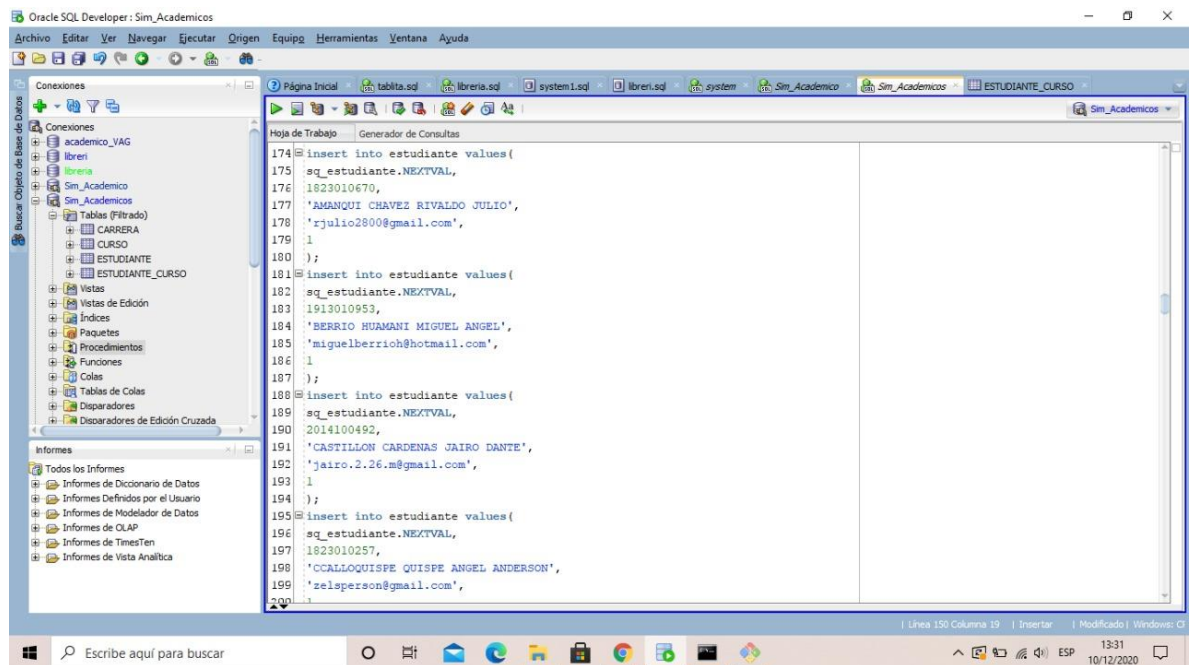 Oracle SQL Developer : Sim_Academicos
Archivo Editar Ver Navegar Ejecutar Origen Equipo Herramientas Ventana Ayuda
Conexiones
Página Inicial tablita.sql libreria.sql system1.sql libreri.sql system Sim_Academico Sim_Academicos ESTUDIANTE_CURSO
Sim_Academicos
Hoja de Trabajo Generador de Consultas
Buscar Objeto de Base de Datos
Conexiones
academico_VAG
libreri
libreria
Sim_Academico
Sim_Academicos
Tablas (Filtrado)
CARRERA
CURSO
ESTUDIANTE
ESTUDIANTE_CURSO
Vistas
Vistas de Edición
Índices
Paquetes
Procedimientos
Funciones
Colas
Tablas de Colas
Disparadores
Disparadores de Edición Cruzada
Informes
Todos los Informes
Informes de Diccionario de Datos
Informes Definidos por el Usuario
Informes de Modelador de Datos
Informes de OLAP
Informes de TimesTen
Informes de Vista Analítica
174 insert into estudiante values(
175 sq_estudiante.NEXTVAL,
176 1823010670,
177 'AMANQUI CHAVEZ RIVALDO JULIO',
178 'rjulio2800@gmail.com',
179 1
180 );
181 insert into estudiante values(
182 sq_estudiante.NEXTVAL,
183 1913010953,
184 'BERRIO HUAMANI MIGUEL ANGEL',
185 'miguelberrioh@hotmail.com',
186 1
187 );
188 insert into estudiante values(
189 sq_estudiante.NEXTVAL,
190 2014100492,
191 'CASTILLON CARDENAS JAIRO DANTE',
192 'jairo.2.26.m@gmail.com',
193 1
194 );
195 insert into estudiante values(
196 sq_estudiante.NEXTVAL,
197 1823010257,
198 'CCALLOQUISPE QUISPE ANGEL ANDERSON',
199 'zelsperson@gmail.com',
200 1
| Línea 150 Columna 19 | Insertar | Modificado | Windows: Cl
Escribe aquí para buscar
ESP
13:31
10/12/2020